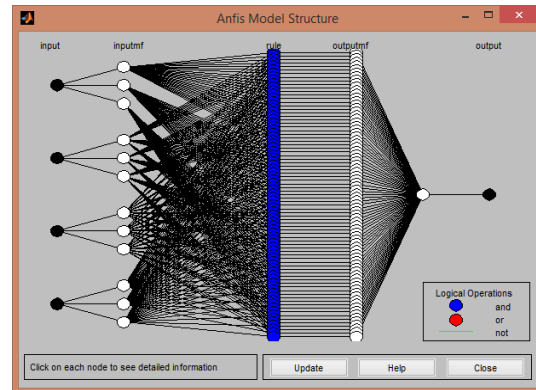 Anfis Model Structure
input inputmf rule outputmf output
Logical Operations
and
or
not
Click on each node to see detailed information
Update Help Close